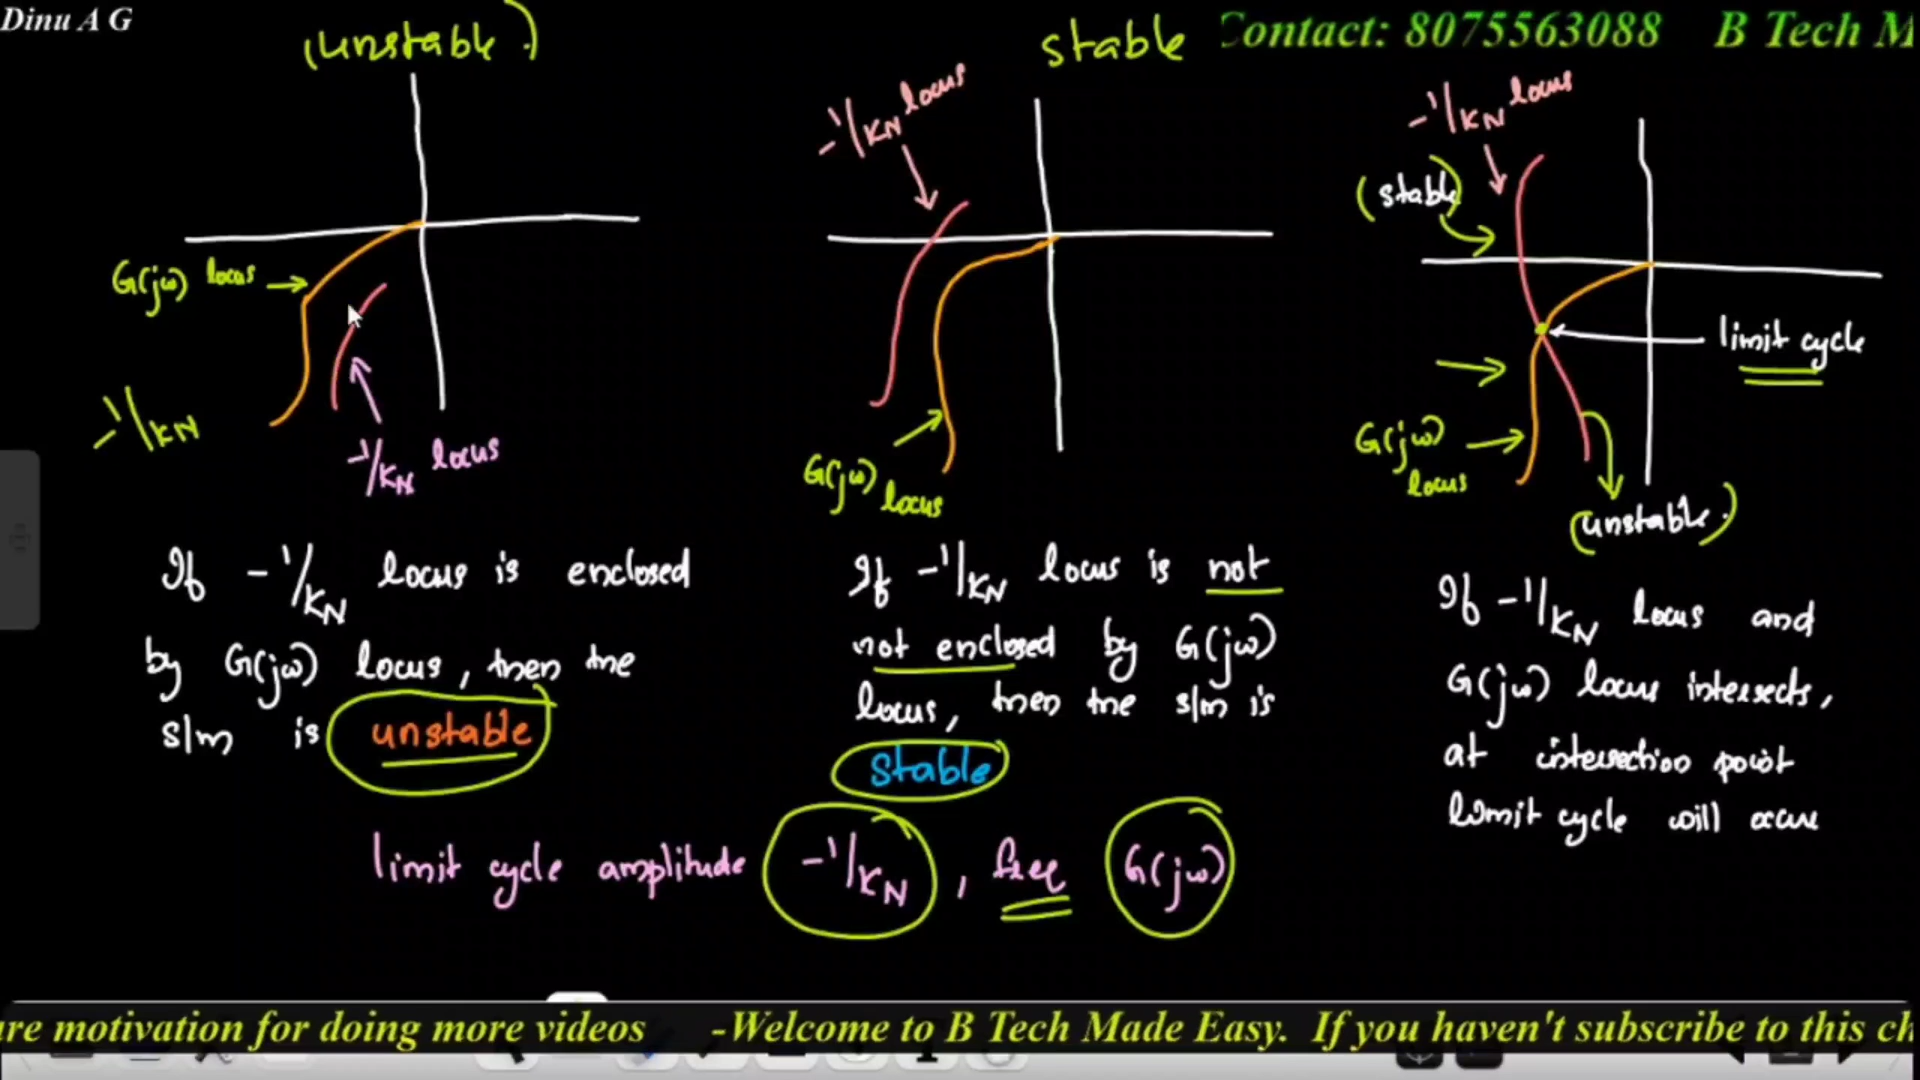 Dinu A G
Contact: 8075563088 B Tech M
(unstable.)
G(jω) locus
-1/KN
-1/KN locus
If -1/KN locus is enclosed
by G(jω) locus, then the
s/m is unstable
stable
-1/KN locus
G(jω) locus
If -1/KN locus is not
not enclosed by G(jω)
locus, then the s/m is
stable
-1/KN locus
(stable)
limit cycle
G(jω)
locus
(unstable.)
If -1/KN locus and
G(jω) locus intersects,
at intersection point
limit cycle will occur
limit cycle amplitude -1/KN, freq G(jω)
re motivation for doing more videos -Welcome to B Tech Made Easy. If you haven't subscribe to this ch